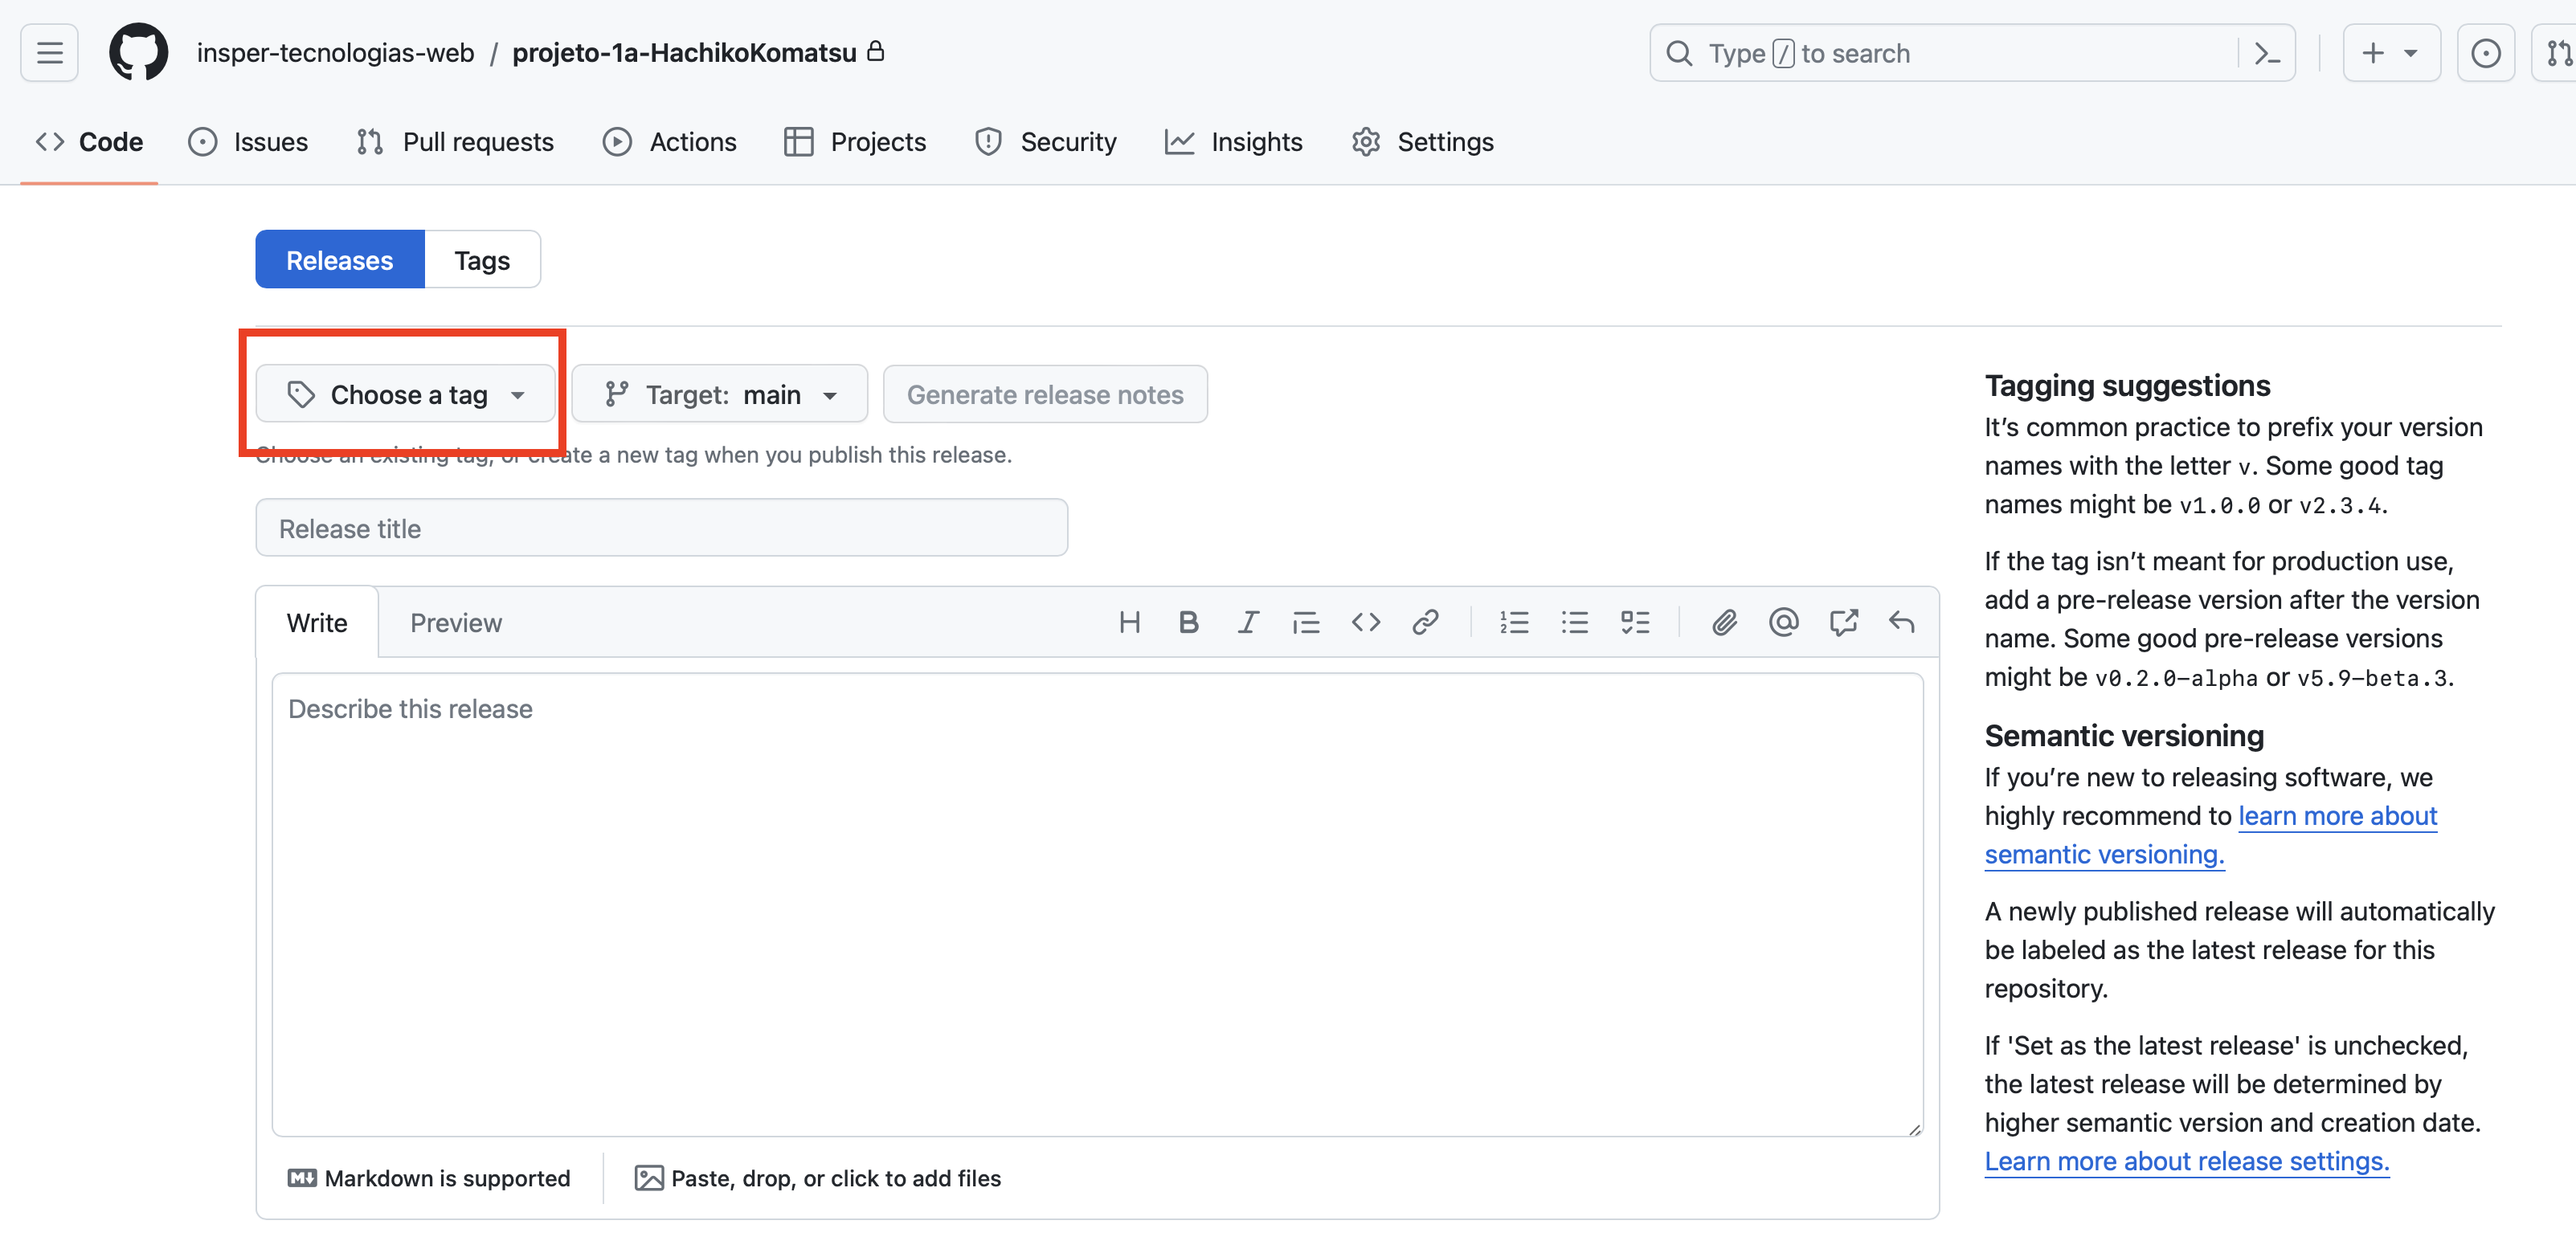 insper-tecnologias-web / projeto-1a-HachikoKomatsu
Type / to search
Code Issues Pull requests Actions Projects Security Insights Settings
Releases Tags
Choose a tag Target: main Generate release notes
Choose an existing tag, or create a new tag when you publish this release.
Release title
Write Preview
Describe this release
Markdown is supported Paste, drop, or click to add files
Tagging suggestions
It’s common practice to prefix your version
names with the letter v. Some good tag
names might be v1.0.0 or v2.3.4.
If the tag isn’t meant for production use,
add a pre-release version after the version
name. Some good pre-release versions
might be v0.2.0-alpha or v5.9-beta.3.
Semantic versioning
If you’re new to releasing software, we
highly recommend to learn more about
semantic versioning.
A newly published release will automatically
be labeled as the latest release for this
repository.
If 'Set as the latest release' is unchecked,
the latest release will be determined by
higher semantic version and creation date.
Learn more about release settings.